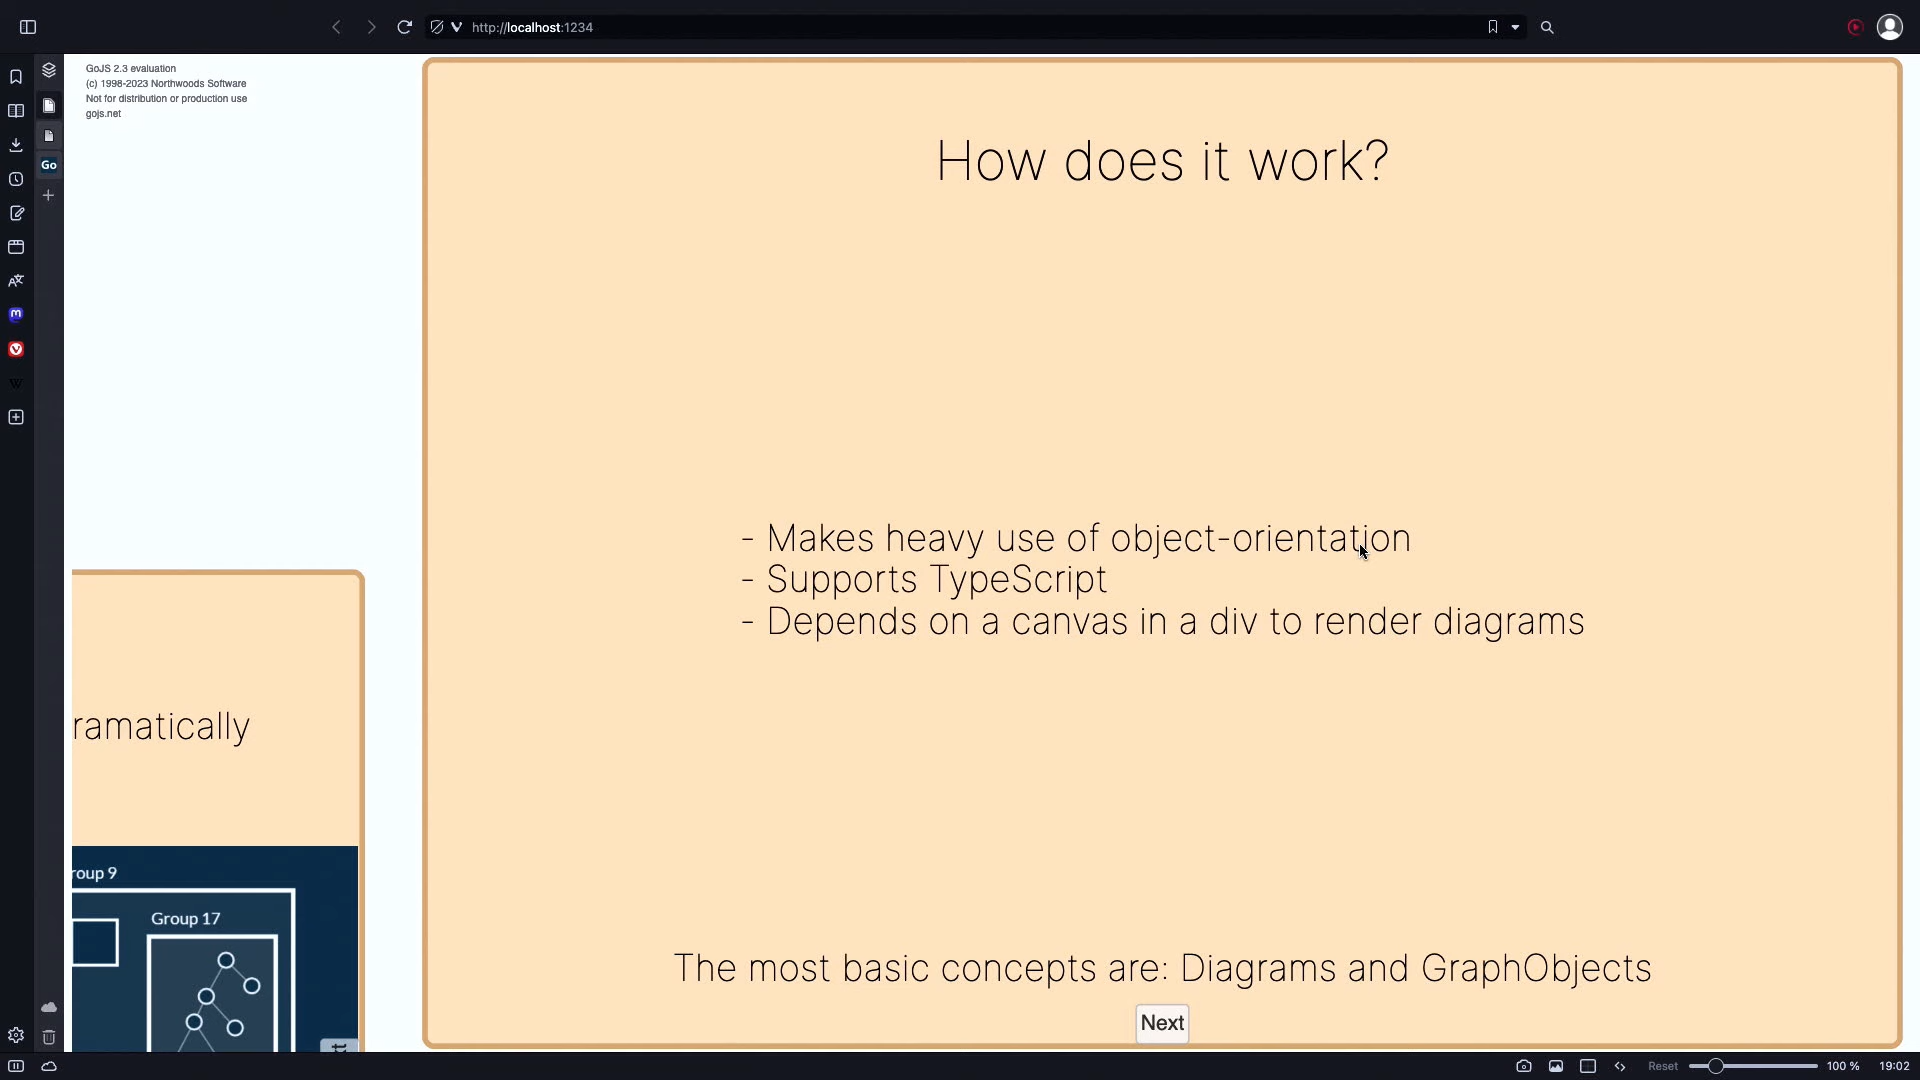 http://localhost:1234
GoJS 2.3 evaluation
(c) 1998-2023 Northwoods Software
Not for distribution or production use
gojs.net
Go
How does it work?
- Makes heavy use of object-orientation
- Supports TypeScript
- Depends on a canvas in a div to render diagrams
ramatically
roup 9
Group 17
The most basic concepts are: Diagrams and GraphObjects
Next
Reset
100 %
19:02